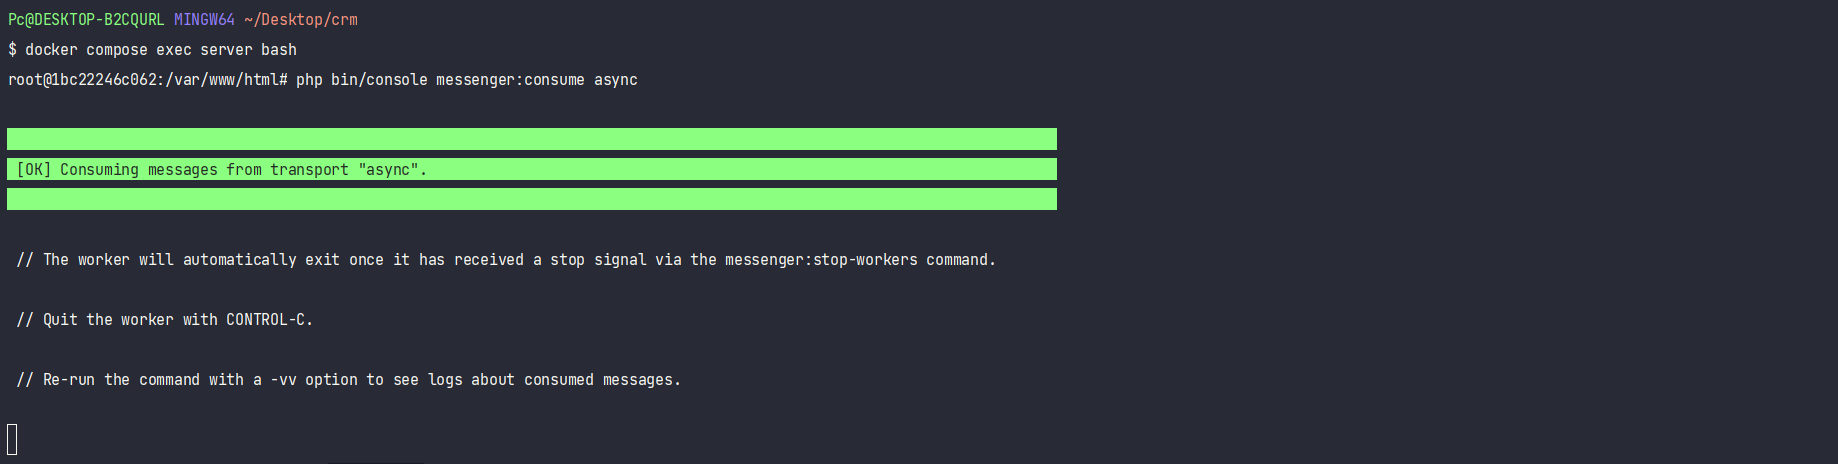 Pc@DESKTOP-B2CQURL MINGW64 ~/Desktop/crm
$ docker compose exec server bash
root@1bc22246c062:/var/www/html# php bin/console messenger:consume async
[OK] Consuming messages from transport "async".
// The worker will automatically exit once it has received a stop signal via the messenger:stop-workers command.
// Quit the worker with CONTROL-C.
// Re-run the command with a -vv option to see logs about consumed messages.